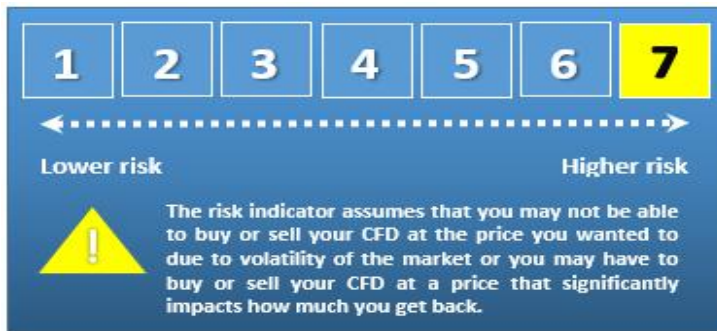 1 2 3 4 5 6 7
Lower risk Higher risk
!
The risk indicator assumes that you may not be able
to buy or sell your CFD at the price you wanted to
due to volatility of the market or you may have to
buy or sell your CFD at a price that significantly
impacts how much you get back.